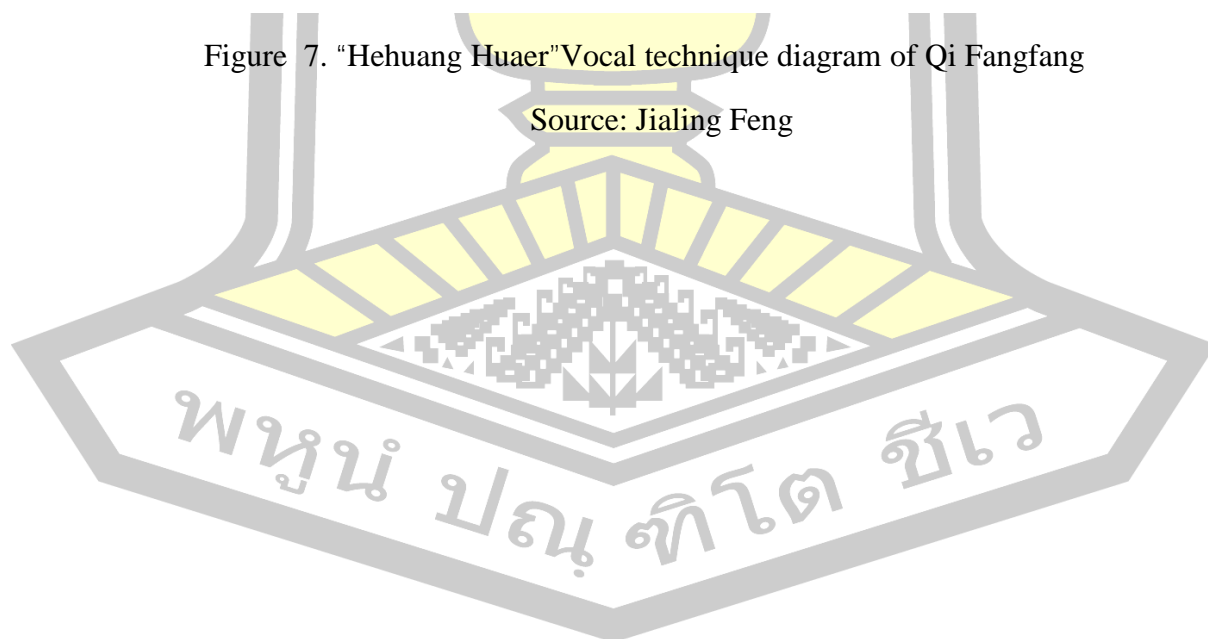 Figure  7. “Hehuang Huaer”Vocal technique diagram of Qi Fangfang
Source: Jialing Feng
พหูนํ ปณฺฑิโต ชีเว